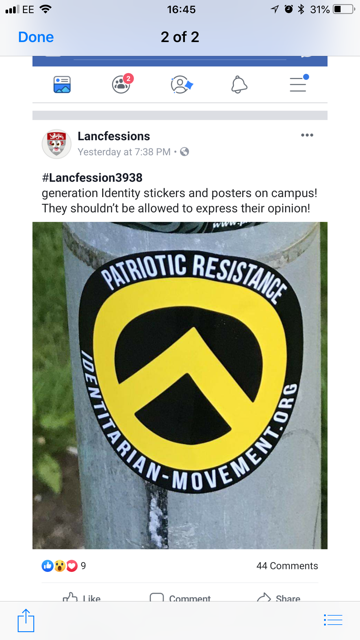 EE 16:45 31%
Done 2 of 2
2
Lancfessions
Yesterday at 7:38 PM •
#Lancfession3938
generation Identity stickers and posters on campus!
They shouldn't be allowed to express their opinion!
PATRIOTIC RESISTANCE
IDENTITARIAN-MOVEMENT.ORG
9 44 Comments
Like Comment Share